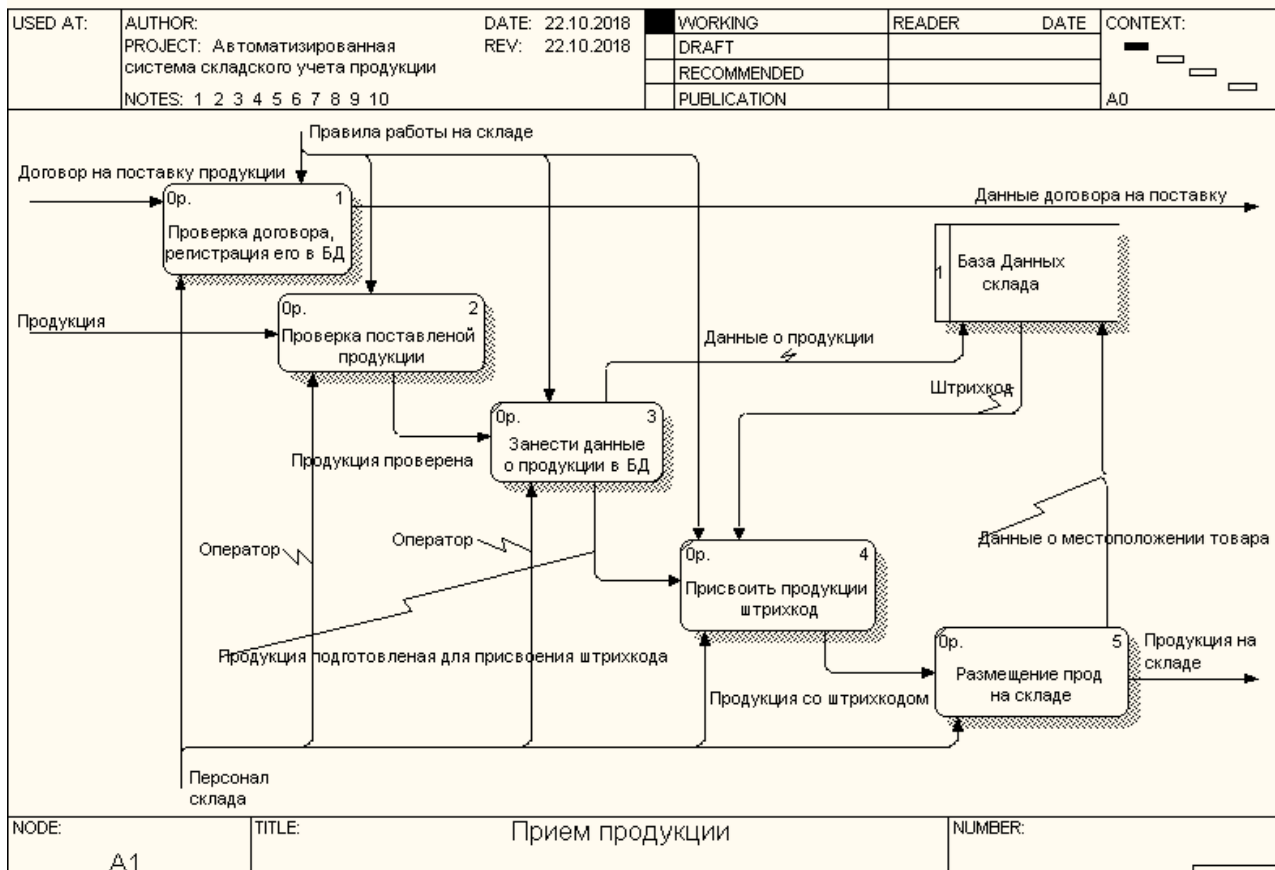 USED AT:
AUTHOR:
DATE: 22.10.2018
PROJECT: Автоматизированная
система складского учета продукции
REV: 22.10.2018
NOTES: 1 2 3 4 5 6 7 8 9 10
WORKING
DRAFT
RECOMMENDED
PUBLICATION
READER
DATE
CONTEXT:
A0
Правила работы на складе
Договор на поставку продукции
0р. 1
Проверка договора,
регистрация его в БД
Данные договора на поставку
1
База Данных
склада
Продукция
0р. 2
Проверка поставленой
продукции
Данные о продукции
Штрихкод
0р. 3
Занести данные
о продукции в БД
Продукция проверена
Оператор
Оператор
Данные о местоположении товара
0р. 4
Присвоить продукции
штрихкод
Продукция подготовленая для присвоения штрихкода
0р. 5
Размещение прод
на складе
Продукция на
складе
Продукция со штрихкодом
Персонал
склада
NODE:
A1
TITLE:
Прием продукции
NUMBER: